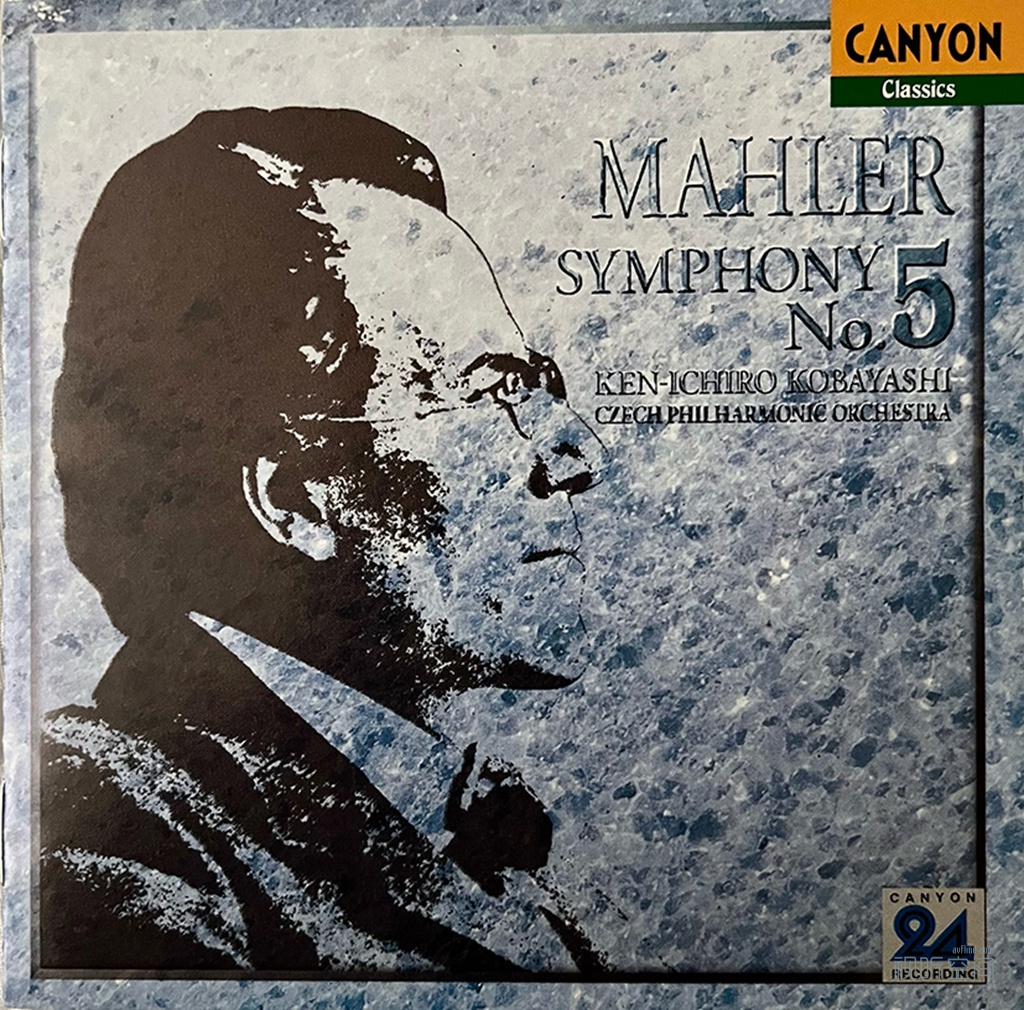 CANYON
Classics
MAHLER
SYMPHONY
No. 5
KEN-ICHIRO KOBAYASHI
CZECH PHILHARMONIC ORCHESTRA
CANYON
24
RECORDING